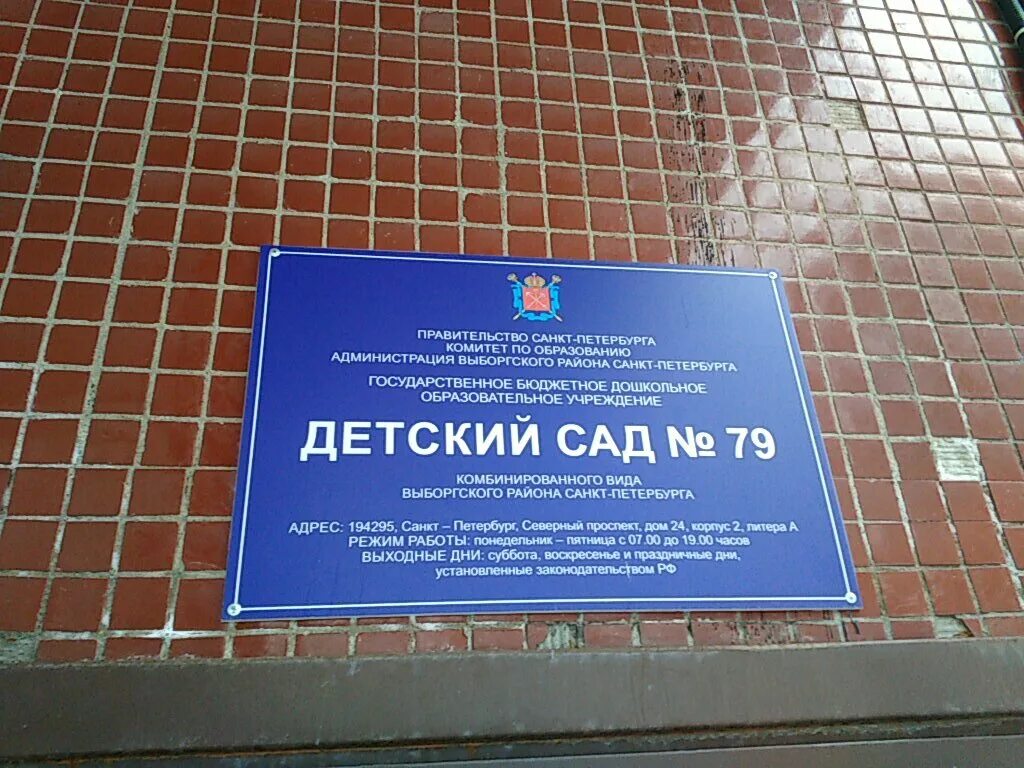 ПРАВИТЕЛЬСТВО САНКТ-ПЕТЕРБУРГА
КОМИТЕТ ПО ОБРАЗОВАНИЮ
АДМИНИСТРАЦИЯ ВЫБОРГСКОГО РАЙОНА САНКТ-ПЕТЕРБУРГА
ГОСУДАРСТВЕННОЕ БЮДЖЕТНОЕ ДОШКОЛЬНОЕ
ОБРАЗОВАТЕЛЬНОЕ УЧРЕЖДЕНИЕ
ДЕТСКИЙ САД № 79
КОМБИНИРОВАННОГО ВИДА
ВЫБОРГСКОГО РАЙОНА САНКТ-ПЕТЕРБУРГА
АДРЕС: 194295, Санкт – Петербург, Северный проспект, дом 24, корпус 2, литера А
РЕЖИМ РАБОТЫ: понедельник – пятница с 07.00 до 19.00 часов
ВЫХОДНЫЕ ДНИ: суббота, воскресенье и праздничные дни,
установленные законодательством РФ